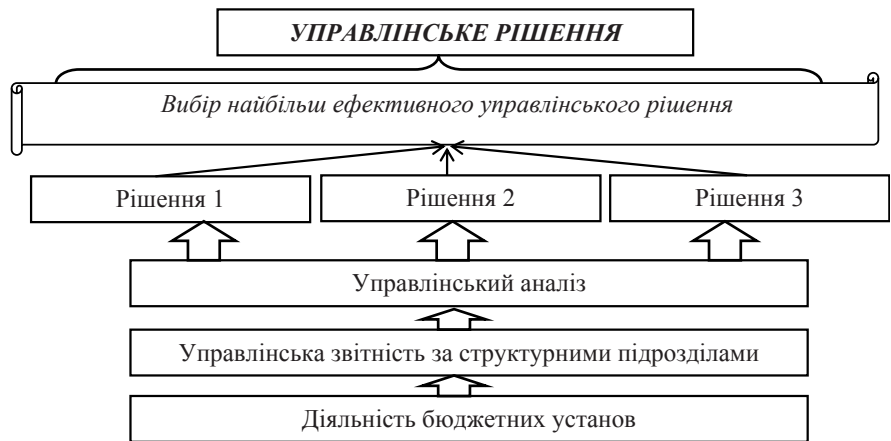 УПРАВЛІНСЬКЕ РІШЕННЯ
Вибір найбільш ефективного управлінського рішення
Рішення 1
Рішення 2
Рішення 3
Управлінський аналіз
Управлінська звітність за структурними підрозділами
Діяльність бюджетних установ